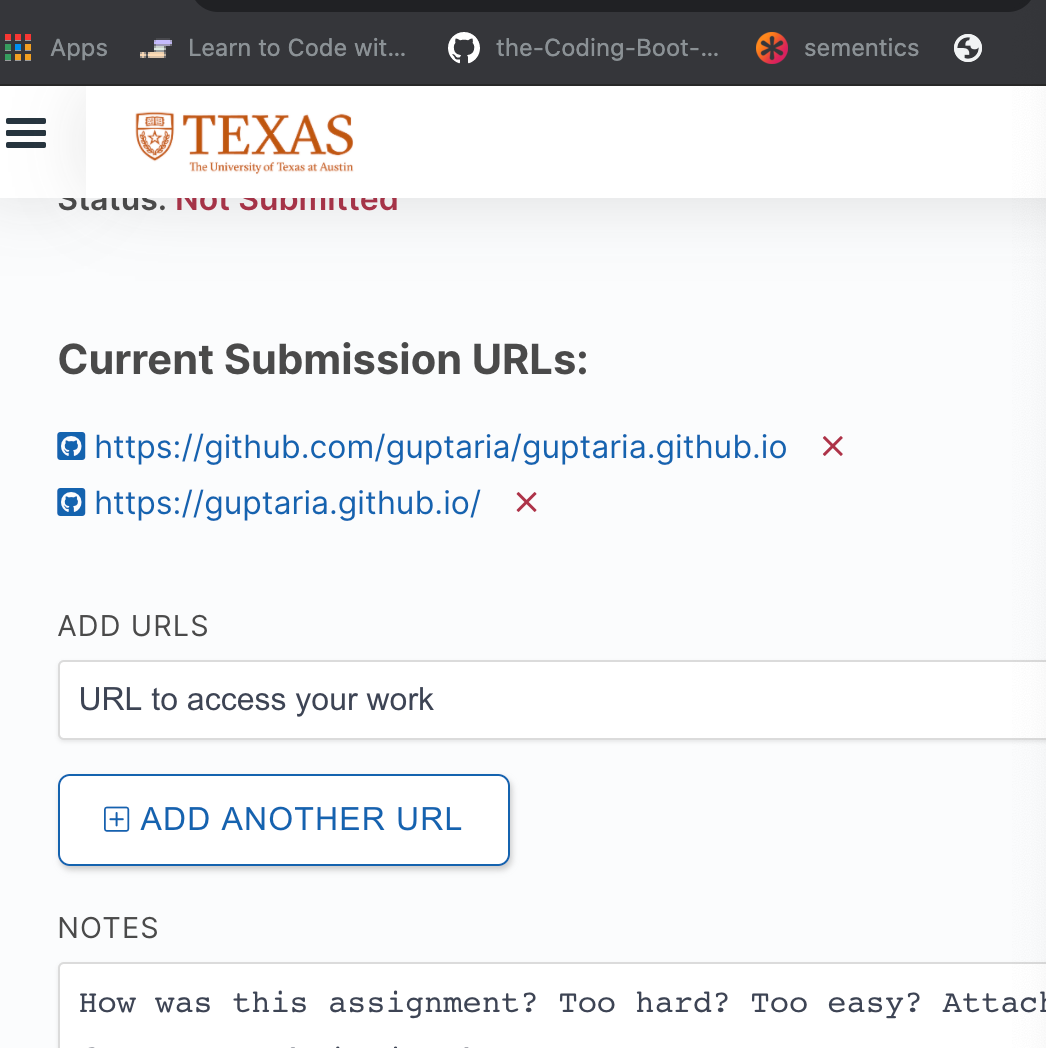 Apps Learn to Code wit... the-Coding-Boot-... sementics
TEXAS
The University of Texas at Austin
Status: Not Submitted
Current Submission URLs:
https://github.com/guptaria/guptaria.github.io
https://guptaria.github.io/
ADD URLS
URL to access your work
ADD ANOTHER URL
NOTES
How was this assignment? Too hard? Too easy? Attach